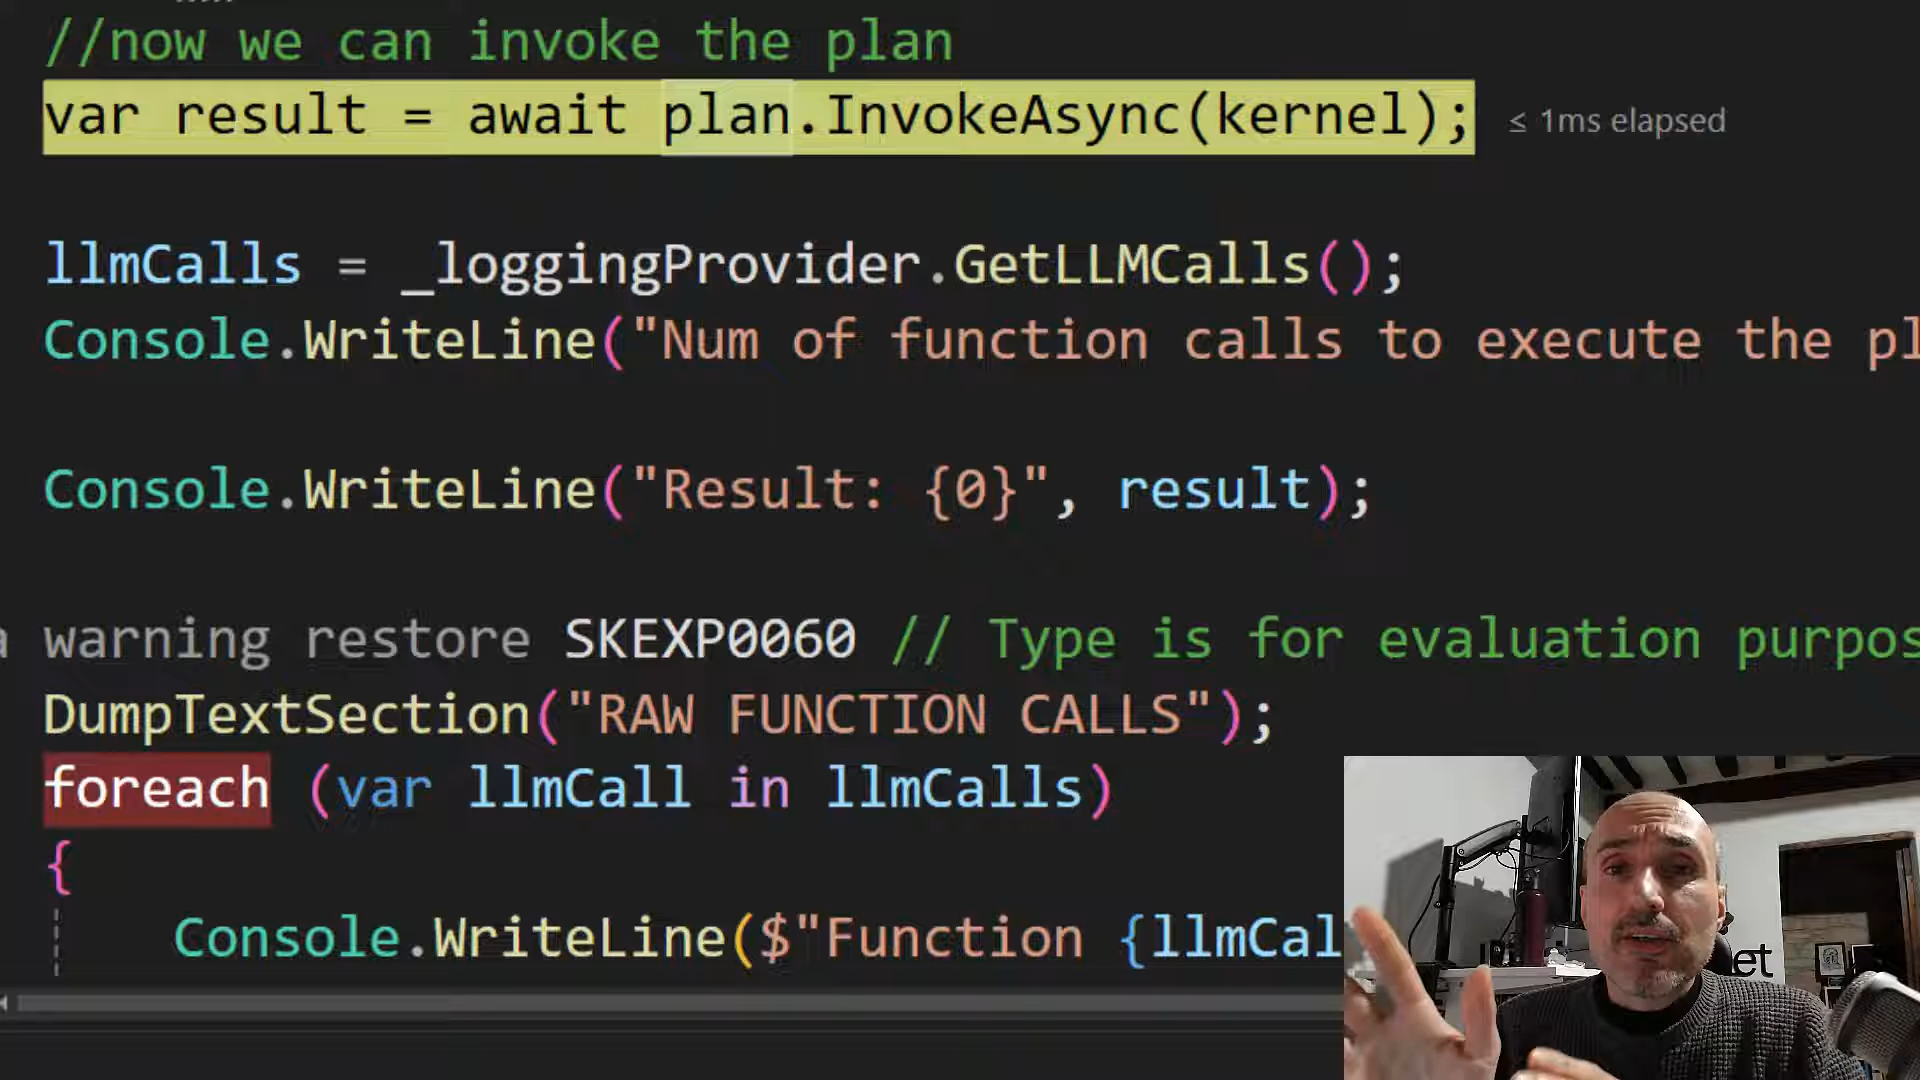 //now we can invoke the plan
var result = await plan.InvokeAsync(kernel); ≤ 1ms elapsed
llmCalls = _loggingProvider.GetLLMCalls();
Console.WriteLine("Num of function calls to execute the pl
Console.WriteLine("Result: {0}", result);
a warning restore SKEXP0060 // Type is for evaluation purpos
DumpTextSection("RAW FUNCTION CALLS");
foreach (var llmCall in llmCalls)
{
Console.WriteLine($"Function {llmCal
et